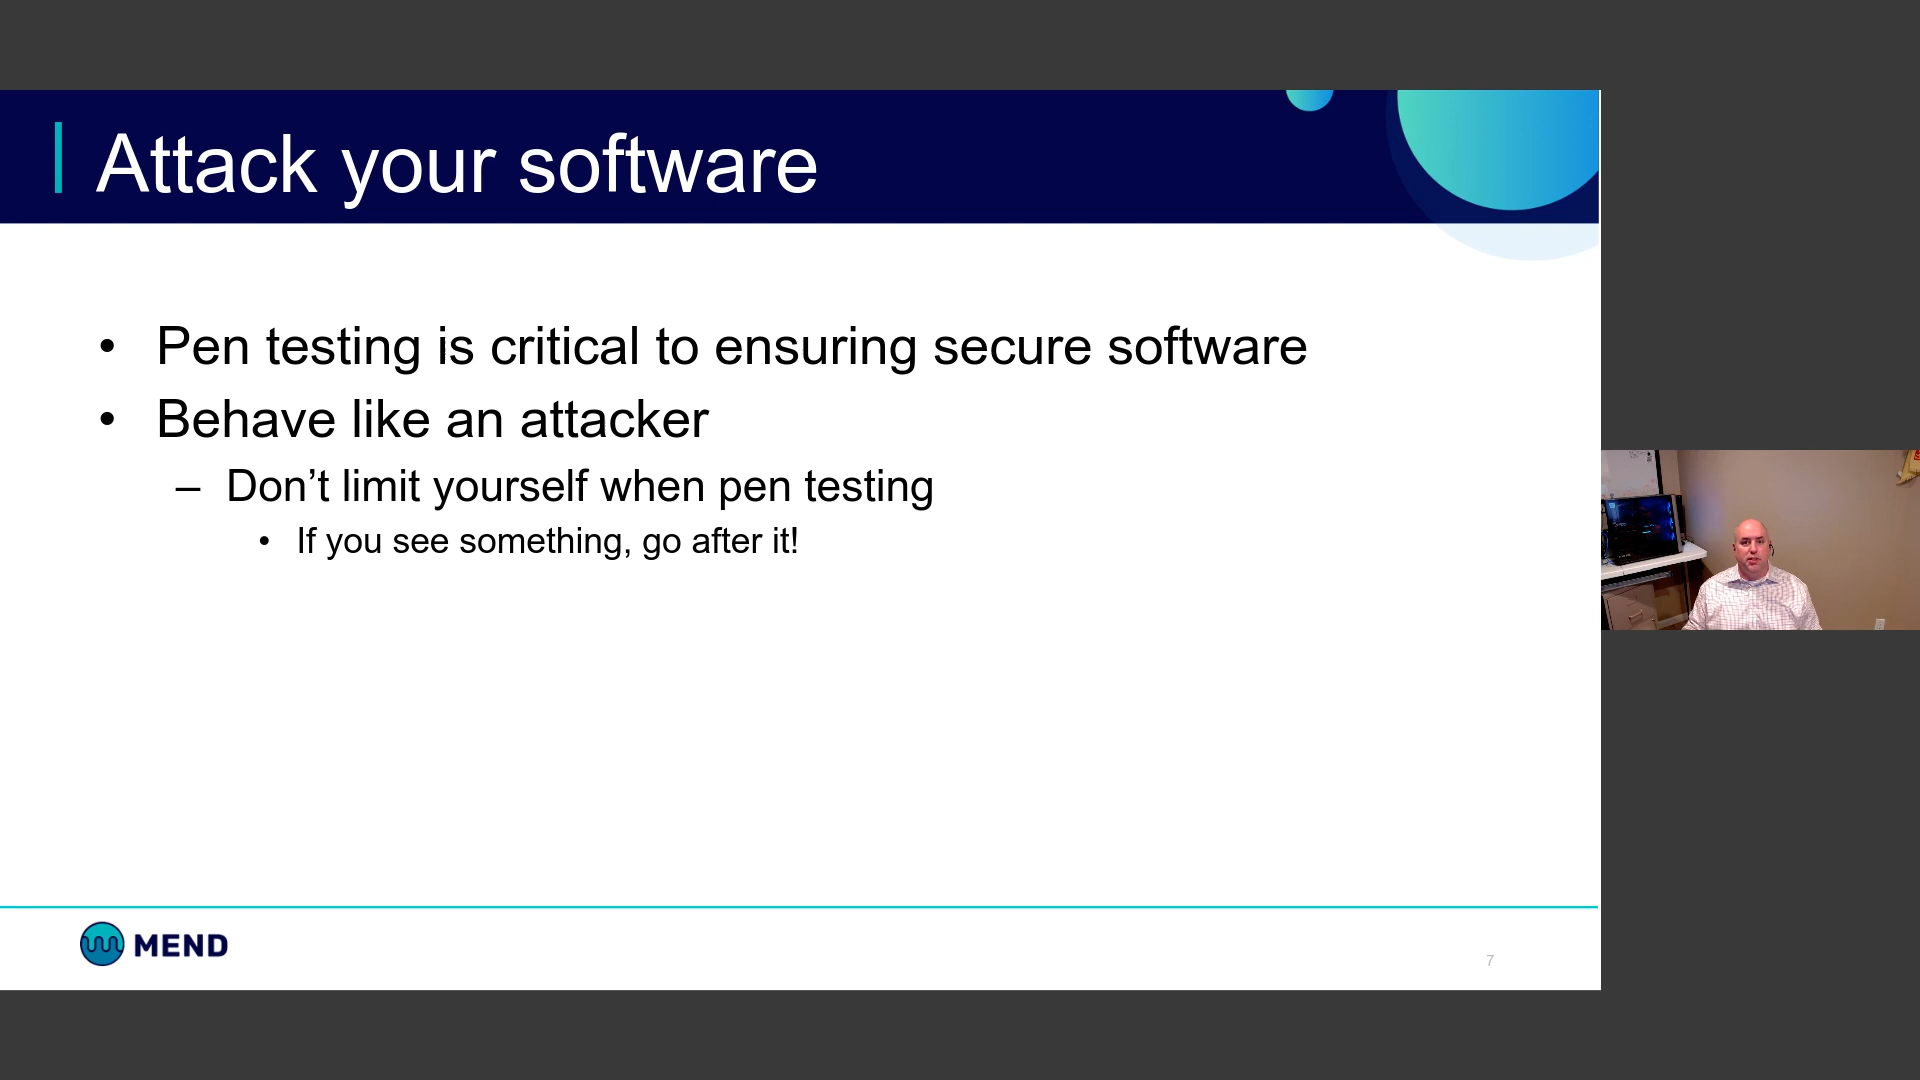 Attack your software
• Pen testing is critical to ensuring secure software
• Behave like an attacker
– Don’t limit yourself when pen testing
• If you see something, go after it!
MEND
7